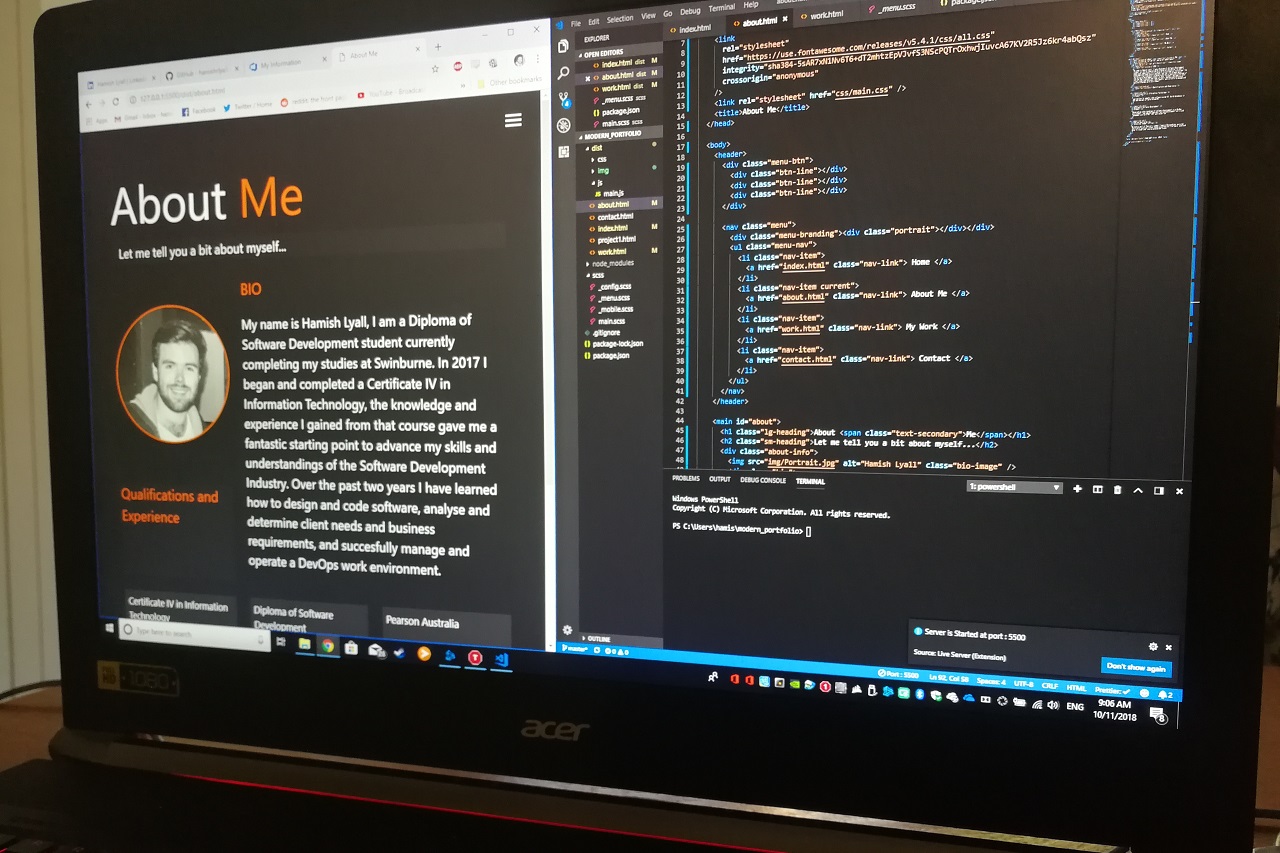 About Me
My Information
127.0.0.1:5500/dist/about.html
Other bookmarks
Apps
Facebook
Twitter / Home
About Me
Let me tell you a bit about myself...
BIO
My name is Hamish Lyall, I am a Diploma of
Software Development student currently
completing my studies at Swinburne. In 2017 I
began and completed a Certificate IV in
Information Technology, the knowledge and
experience I gained from that course gave me a
fantastic starting point to advance my skills and
understandings of the Software Development
Industry. Over the past two years I have learned
how to design and code software, analyse and
determine client needs and business
requirements, and succesfully manage and
operate a DevOps work environment.
Qualifications and
Experience
Certificate IV in Information
Technology
Diploma of Software
Development
Pearson Australia
Type here to search
File Edit Selection View Go Debug Terminal Help
EXPLORER
OPEN EDITORS
index.html dist M
about.html dist M
work.html dist M
_menu.scss scss
package.json
main.scss scss
MODERN_PORTFOLIO
dist
css
img
js
main.js
about.html M
contact.html
index.html M
project1.html
work.html M
node_modules
scss
_config.scss
_menu.scss
_mobile.scss
main.scss
.gitignore
package-lock.json
package.json
OUTLINE
index.html about.html work.html _menu.scss
7 <link
8 rel="stylesheet"
9 href="https://use.fontawesome.com/releases/v5.4.1/css/all.css"
10 integrity="sha384-5sAR7xN1Nv6T6+dT2mhtzEpVJvfS3NScPQTrOxhwjIuvcA67KV2R5Jz6kr4abQsz"
11 crossorigin="anonymous"
12 />
13 <link rel="stylesheet" href="css/main.css" />
14 <title>About Me</title>
15 </head>
16
17 <body>
18 <header>
19 <div class="menu-btn">
20 <div class="btn-line"></div>
21 <div class="btn-line"></div>
22 <div class="btn-line"></div>
23 </div>
24
25 <nav class="menu">
26 <div class="menu-branding"><div class="portrait"></div></div>
27 <ul class="menu-nav">
28 <li class="nav-item">
29 <a href="index.html" class="nav-link"> Home </a>
30 </li>
31 <li class="nav-item current">
32 <a href="about.html" class="nav-link"> About Me </a>
33 </li>
34 <li class="nav-item">
35 <a href="work.html" class="nav-link"> My Work </a>
36 </li>
37 <li class="nav-item">
38 <a href="contact.html" class="nav-link"> Contact </a>
39 </li>
40 </ul>
41 </nav>
42 </header>
43
44 <main id="about">
45 <h1 class="lg-heading">About <span class="text-secondary">Me</span></h1>
46 <h2 class="sm-heading">Let me tell you a bit about myself...</h2>
47 <div class="about-info">
48 <img src="img/Portrait.jpg" alt="Hamish Lyall" class="bio-image" />
PROBLEMS OUTPUT DEBUG CONSOLE TERMINAL
1: powershell
Windows PowerShell
Copyright (C) Microsoft Corporation. All rights reserved.
PS C:\Users\hamis\modern_portfolio>
Server is Started at port : 5500
Source: Live Server (Extension)
Don't show again
master*
Port : 5500 Ln 92, Col 58 Spaces: 4 UTF-8 CRLF HTML Prettier 2
ENG
9:06 AM
10/11/2018
8
HD 1080
acer